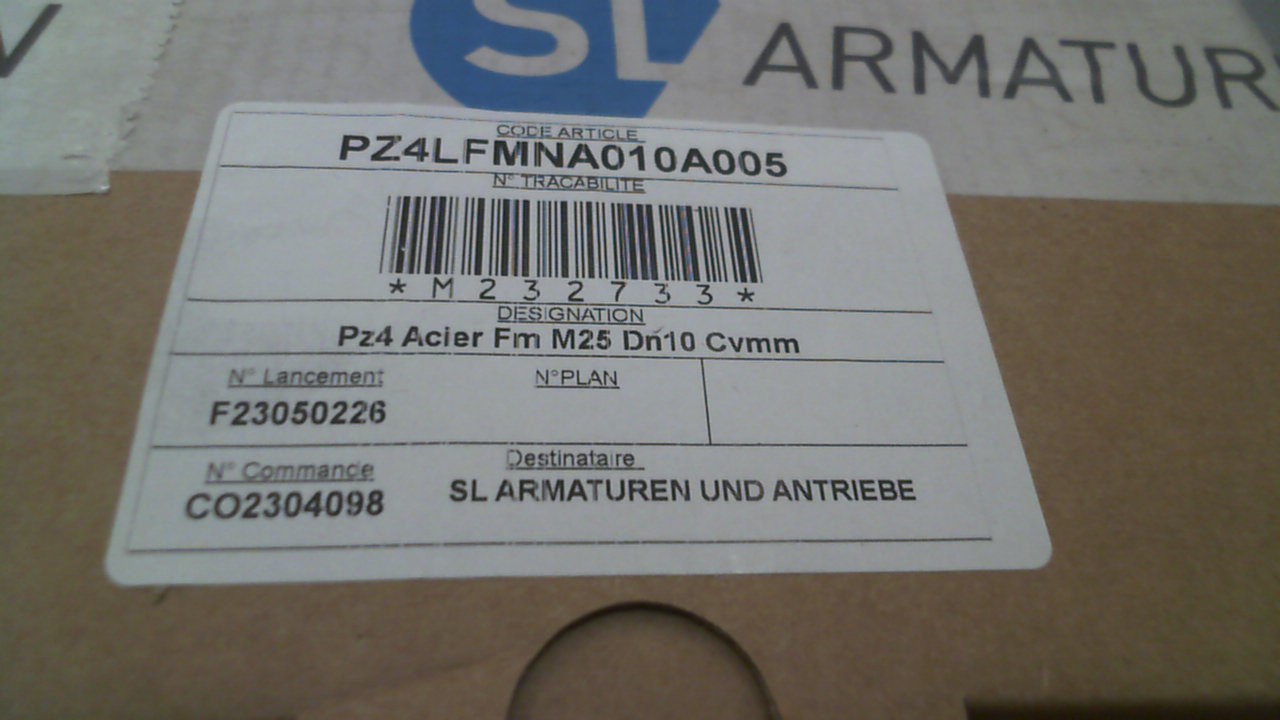 SL ARMATUR
CODE ARTICLE
PZ4LFMNA010A005
N° TRACABILITE
*M232733*
DESIGNATION
Pz4 Acier Fm M25 Dn10 Cvmm
N° Lancement N°PLAN
F23050226
N° Commande Destinataire
CO2304098 SL ARMATUREN UND ANTRIEBE